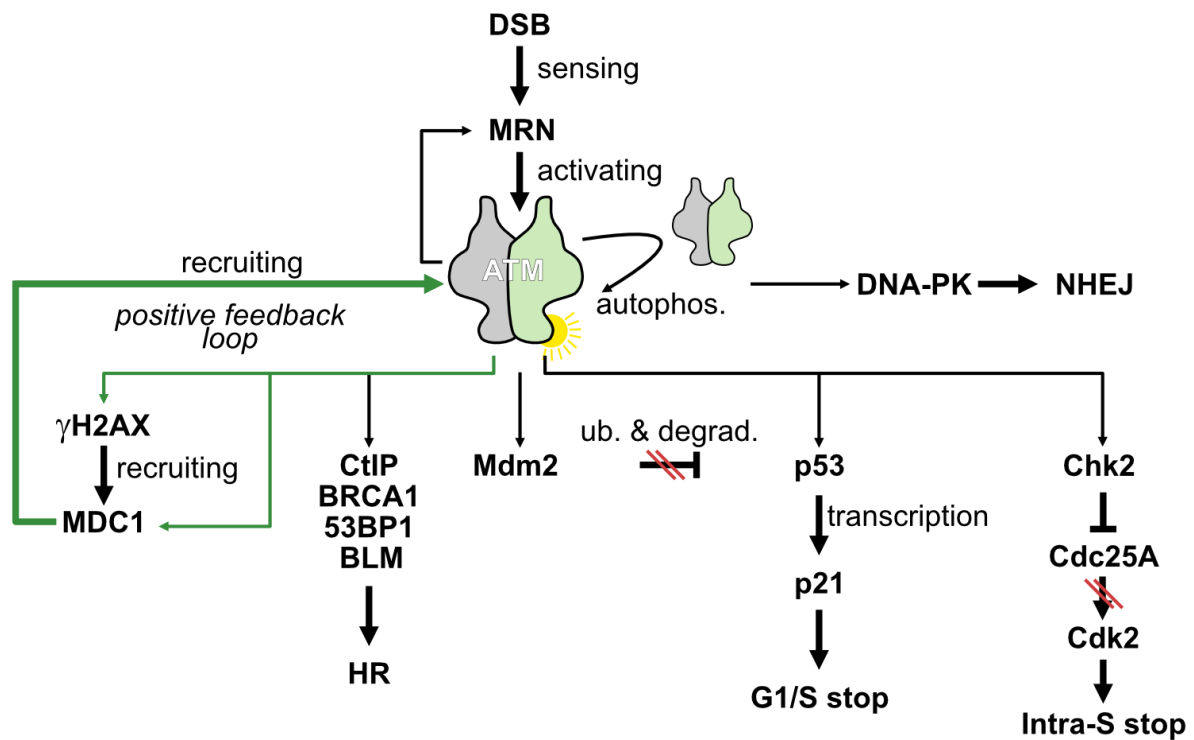 DSB
sensing
MRN
activating
ATM
autophos.
recruiting
positive feedback
loop
DNA-PK
NHEJ
γH2AX
recruiting
MDC1
CtIP
BRCA1
53BP1
BLM
HR
Mdm2
ub. & degrad.
p53
transcription
p21
G1/S stop
Chk2
Cdc25A
Cdk2
Intra-S stop